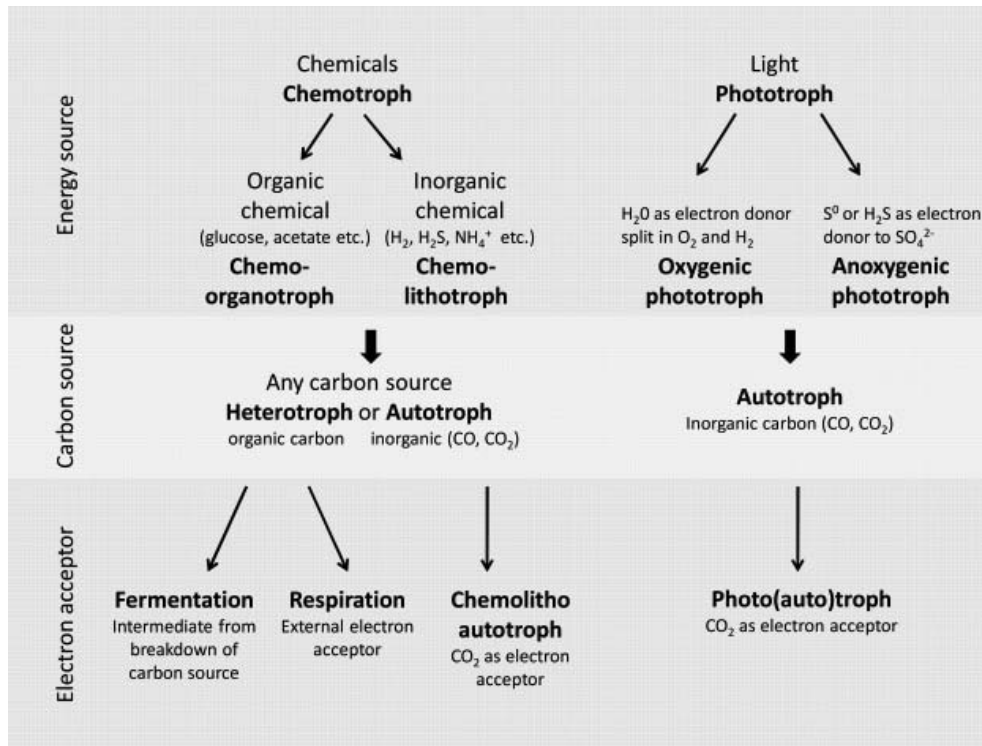 Energy source
Chemicals
Chemotroph
Light
Phototroph
Organic
chemical
(glucose, acetate etc.)
Chemo-
organotroph
Inorganic
chemical
(H₂, H₂S, NH₄⁺ etc.)
Chemo-
lithotroph
H₂0 as electron donor
split in O₂ and H₂
Oxygenic
phototroph
S⁰ or H₂S as electron
donor to SO₄²⁻
Anoxygenic
phototroph
Carbon source
Any carbon source
Heterotroph or Autotroph
organic carbon inorganic (CO, CO₂)
Autotroph
Inorganic carbon (CO, CO₂)
Electron acceptor
Fermentation
Intermediate from
breakdown of
carbon source
Respiration
External electron
acceptor
Chemolitho
autotroph
CO₂ as electron
acceptor
Photo(auto)troph
CO₂ as electron acceptor